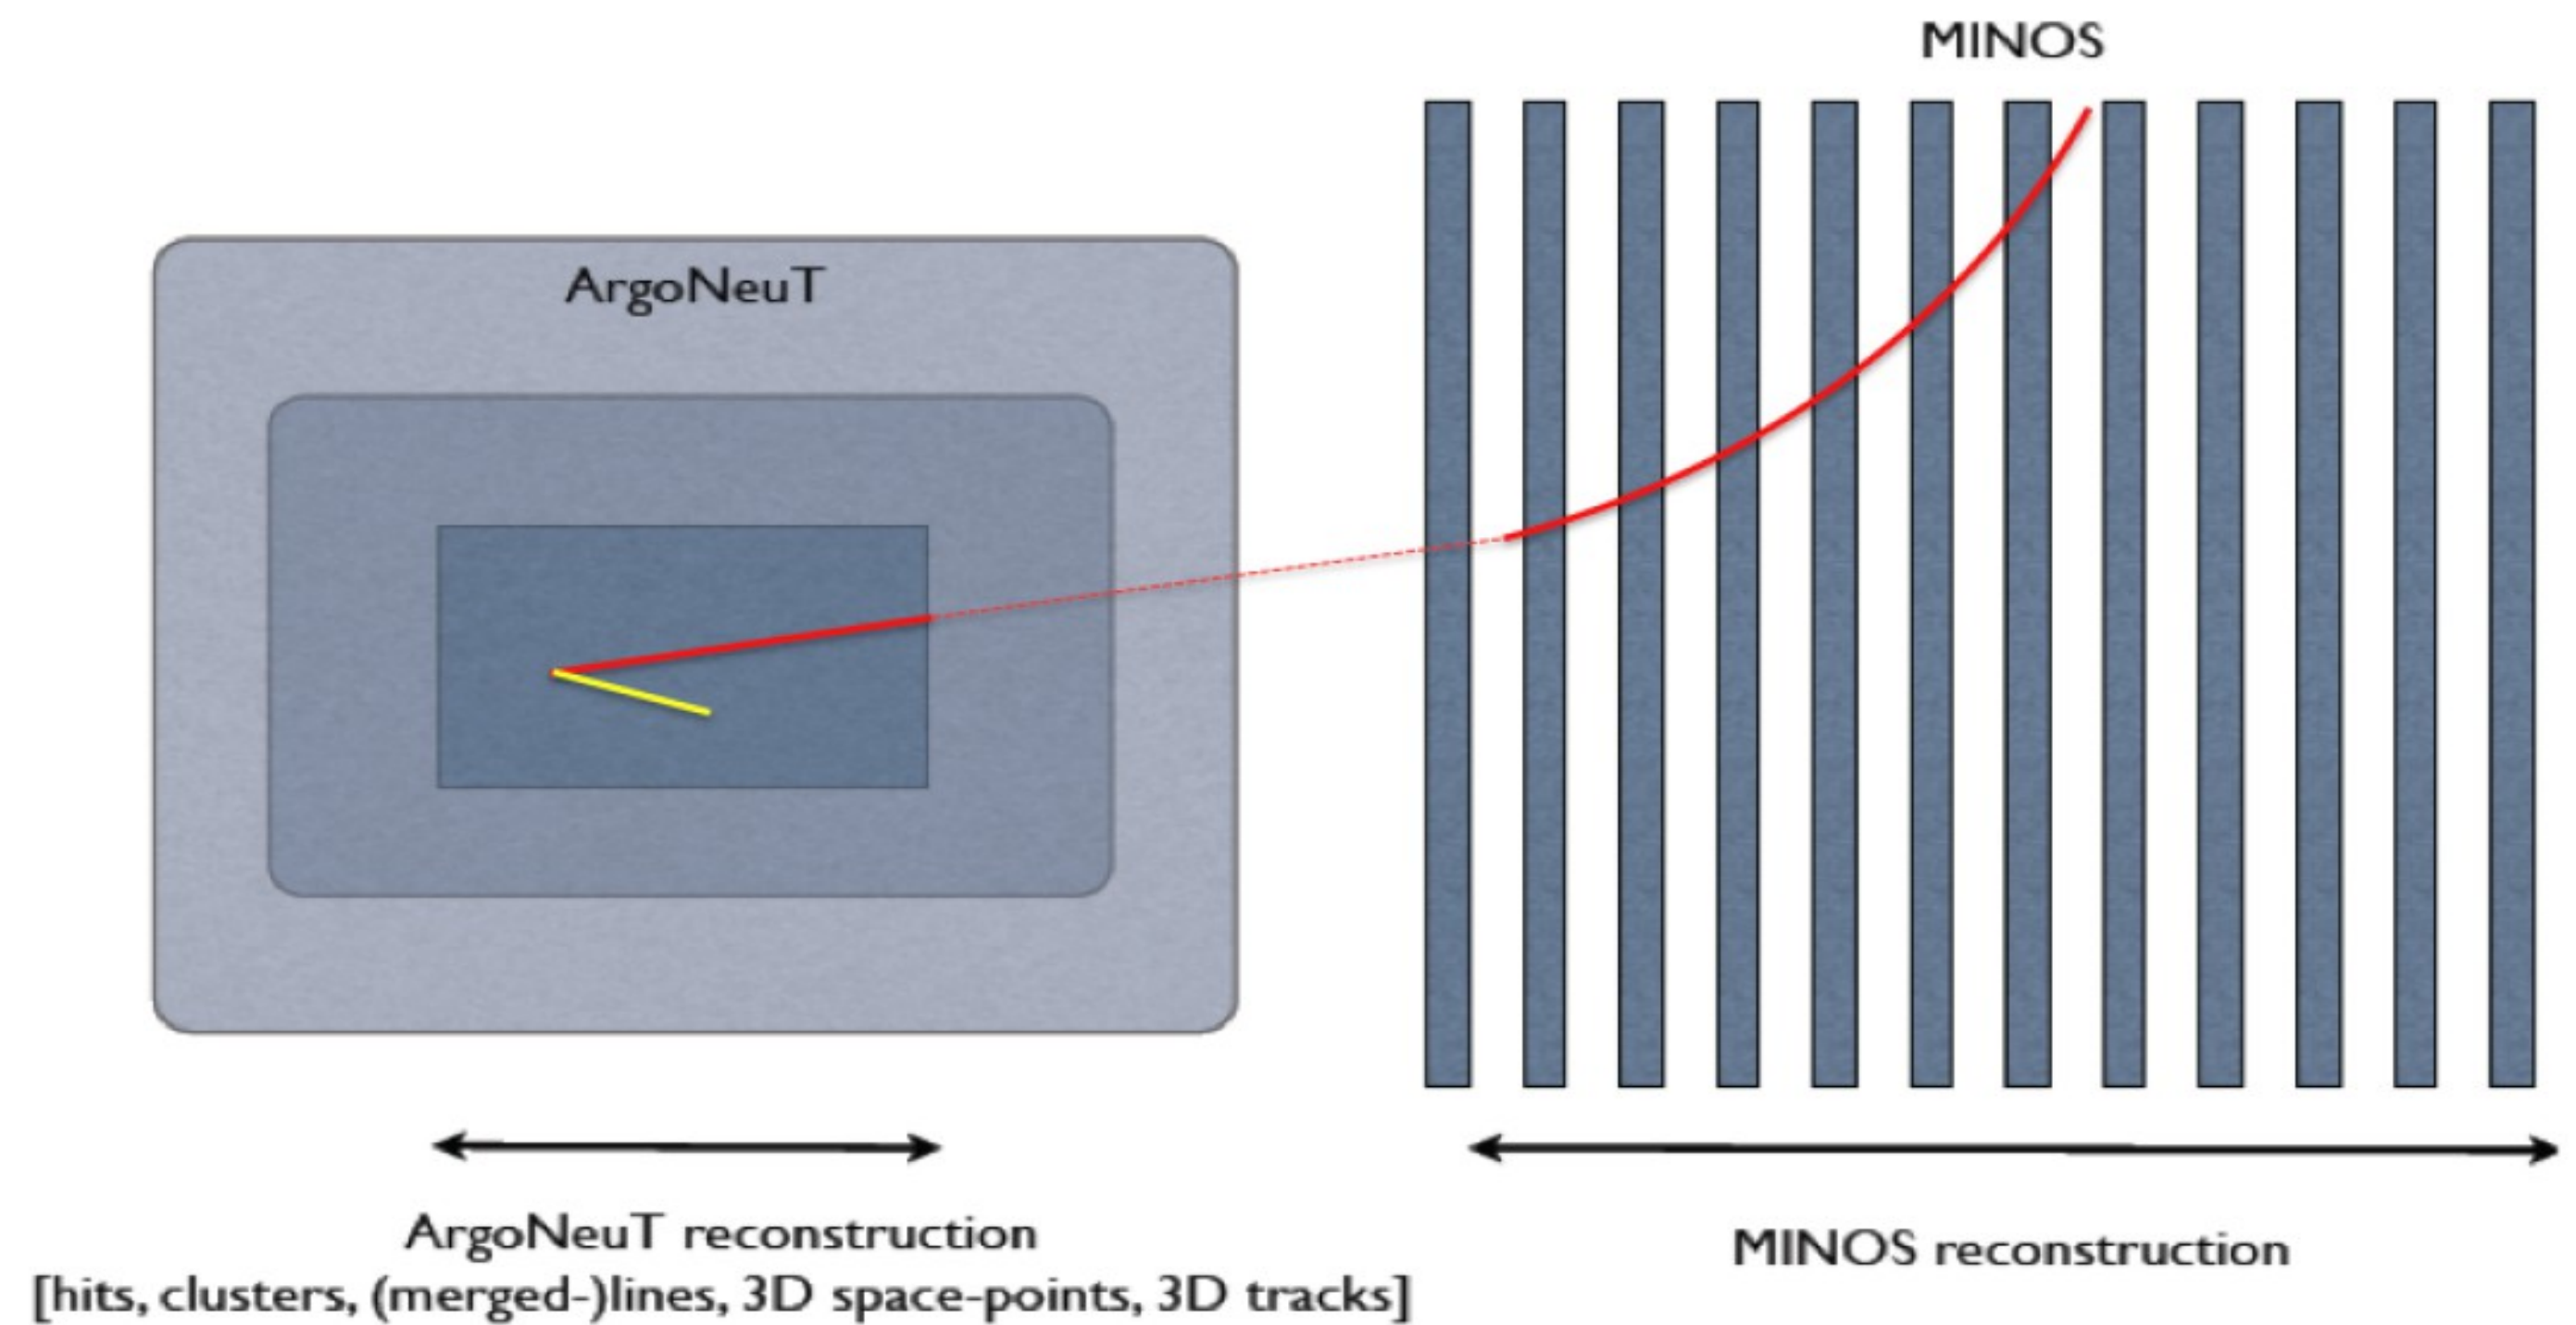 MINOS
ArgoNeuT
ArgoNeuT reconstruction
[hits, clusters, (merged-)lines, 3D space-points, 3D tracks]
MINOS reconstruction